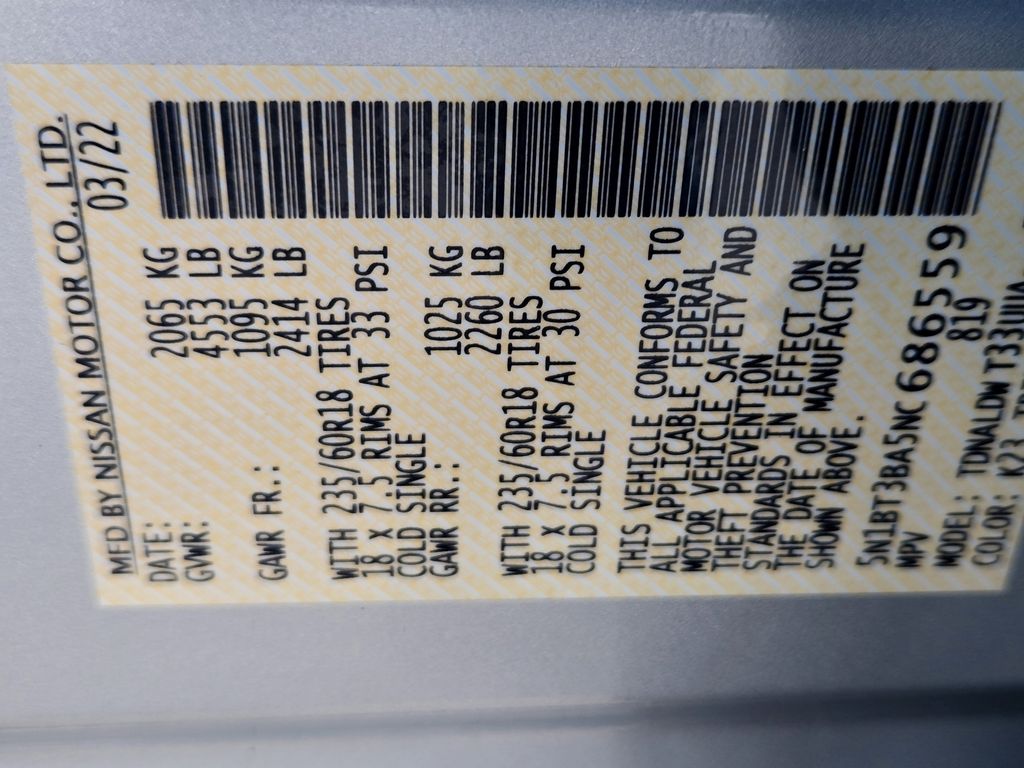 MFD BY NISSAN MOTOR CO., LTD.
DATE: 03/22
GVWR: 2065 KG
4553 LB
GAWR FR.: 1095 KG
2414 LB
WITH 235/60R18 TIRES
18 X 7.5 RIMS AT 33 PSI
COLD SINGLE
GAWR RR.: 1025 KG
2260 LB
WITH 235/60R18 TIRES
18 X 7.5 RIMS AT 30 PSI
COLD SINGLE
THIS VEHICLE CONFORMS TO
ALL APPLICABLE FEDERAL
MOTOR VEHICLE SAFETY AND
THEFT PREVENTION
STANDARDS IN EFFECT ON
THE DATE OF MANUFACTURE
SHOWN ABOVE.
5N1BT3BA5NC686559
MPV 819
MODEL: TDNALDW T33UUA
COLOR: K23